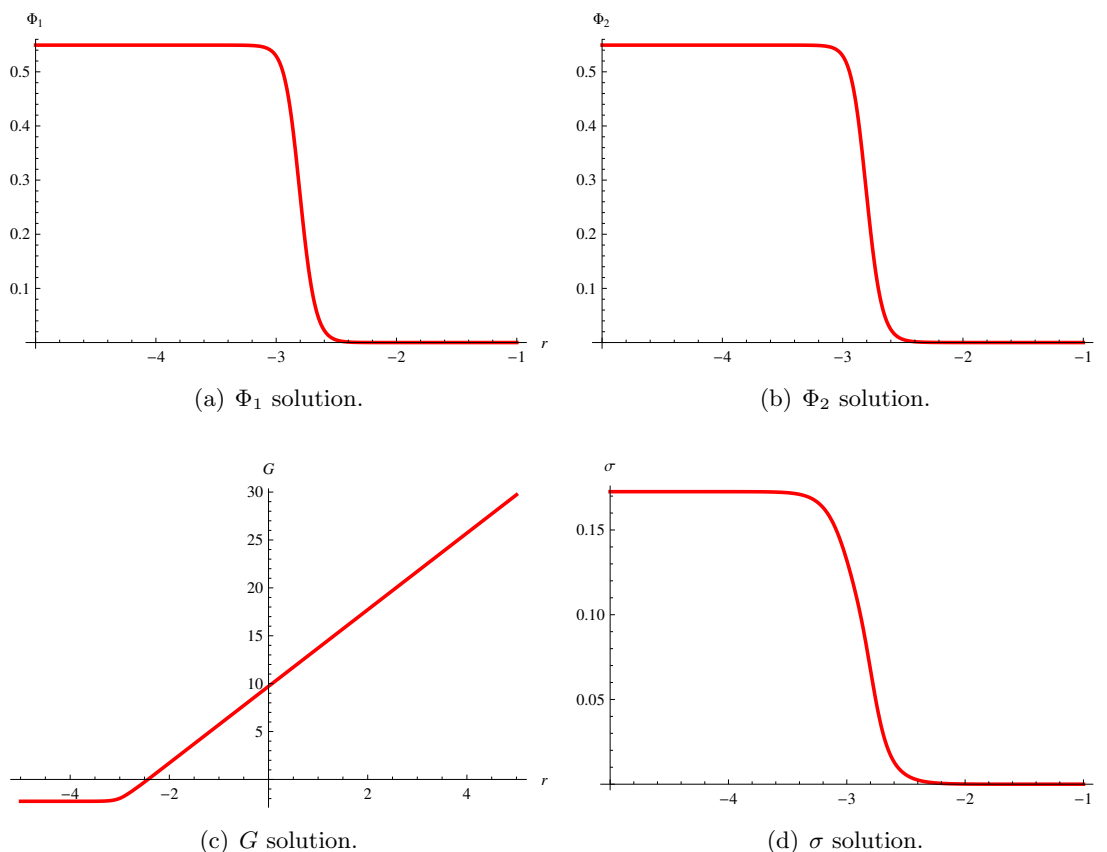 Φ₁
0.5
0.4
0.3
0.2
0.1
−4 −3 −2 −1 r
(a) Φ₁ solution.
Φ₂
0.5
0.4
0.3
0.2
0.1
−4 −3 −2 −1 r
(b) Φ₂ solution.
G
30
25
20
15
10
5
−4 −2 2 4 r
(c) G solution.
σ
0.15
0.10
0.05
−4 −3 −2 −1 r
(d) σ solution.